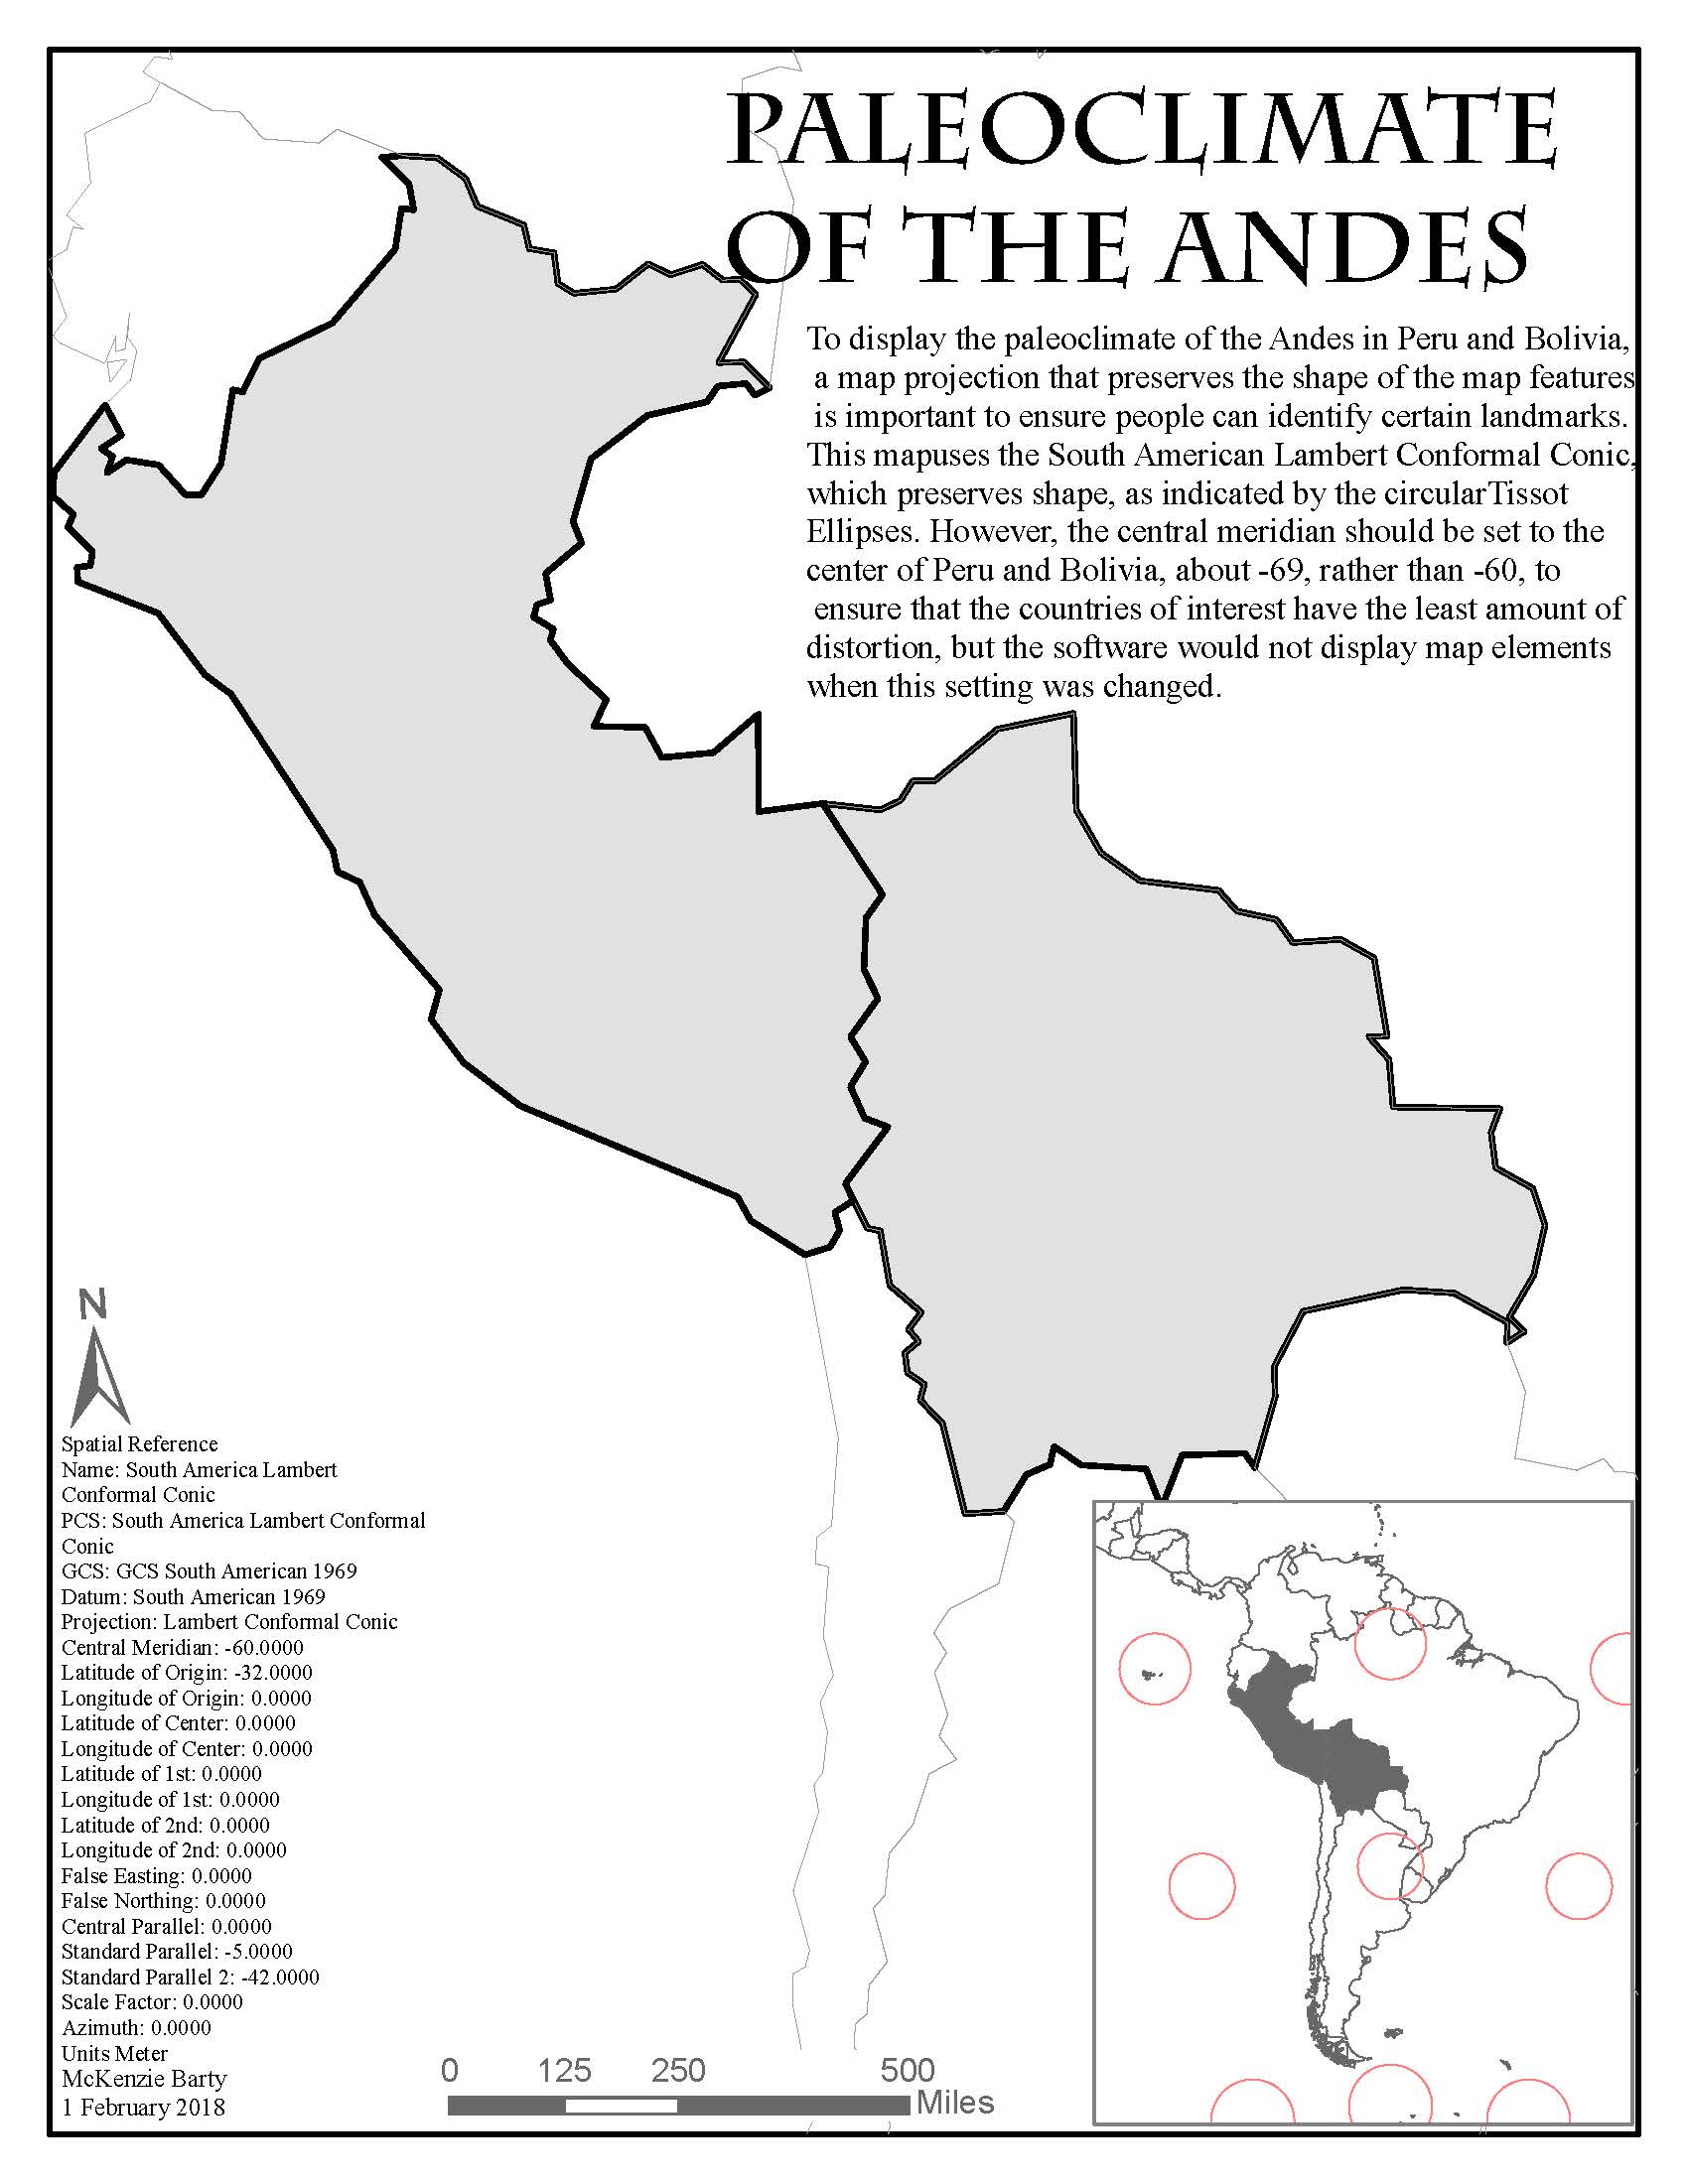 PALEOCLIMATE
OF THE ANDES
To display the paleoclimate of the Andes in Peru and Bolivia,
a map projection that preserves the shape of the map features
is important to ensure people can identify certain landmarks.
This mapuses the South American Lambert Conformal Conic,
which preserves shape, as indicated by the circularTissot
Ellipses. However, the central meridian should be set to the
center of Peru and Bolivia, about -69, rather than -60, to
ensure that the countries of interest have the least amount of
distortion, but the software would not display map elements
when this setting was changed.
N
Spatial Reference
Name: South America Lambert
Conformal Conic
PCS: South America Lambert Conformal
Conic
GCS: GCS South American 1969
Datum: South American 1969
Projection: Lambert Conformal Conic
Central Meridian: -60.0000
Latitude of Origin: -32.0000
Longitude of Origin: 0.0000
Latitude of Center: 0.0000
Longitude of Center: 0.0000
Latitude of 1st: 0.0000
Longitude of 1st: 0.0000
Latitude of 2nd: 0.0000
Longitude of 2nd: 0.0000
False Easting: 0.0000
False Northing: 0.0000
Central Parallel: 0.0000
Standard Parallel: -5.0000
Standard Parallel 2: -42.0000
Scale Factor: 0.0000
Azimuth: 0.0000
Units Meter
McKenzie Barty
1 February 2018
0 125 250 500
Miles